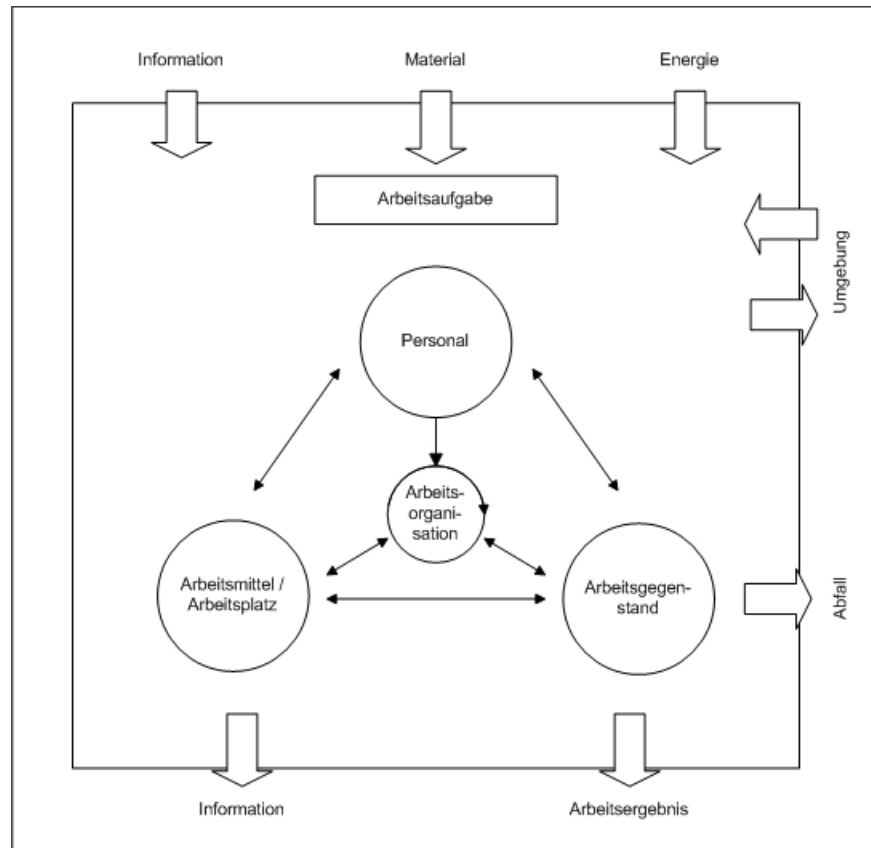 Information
Material
Energie
Arbeitsaufgabe
Umgebung
Personal
Arbeits-
organi-
sation
Arbeitsmittel /
Arbeitsplatz
Arbeitsgegen-
stand
Abfall
Information
Arbeitsergebnis